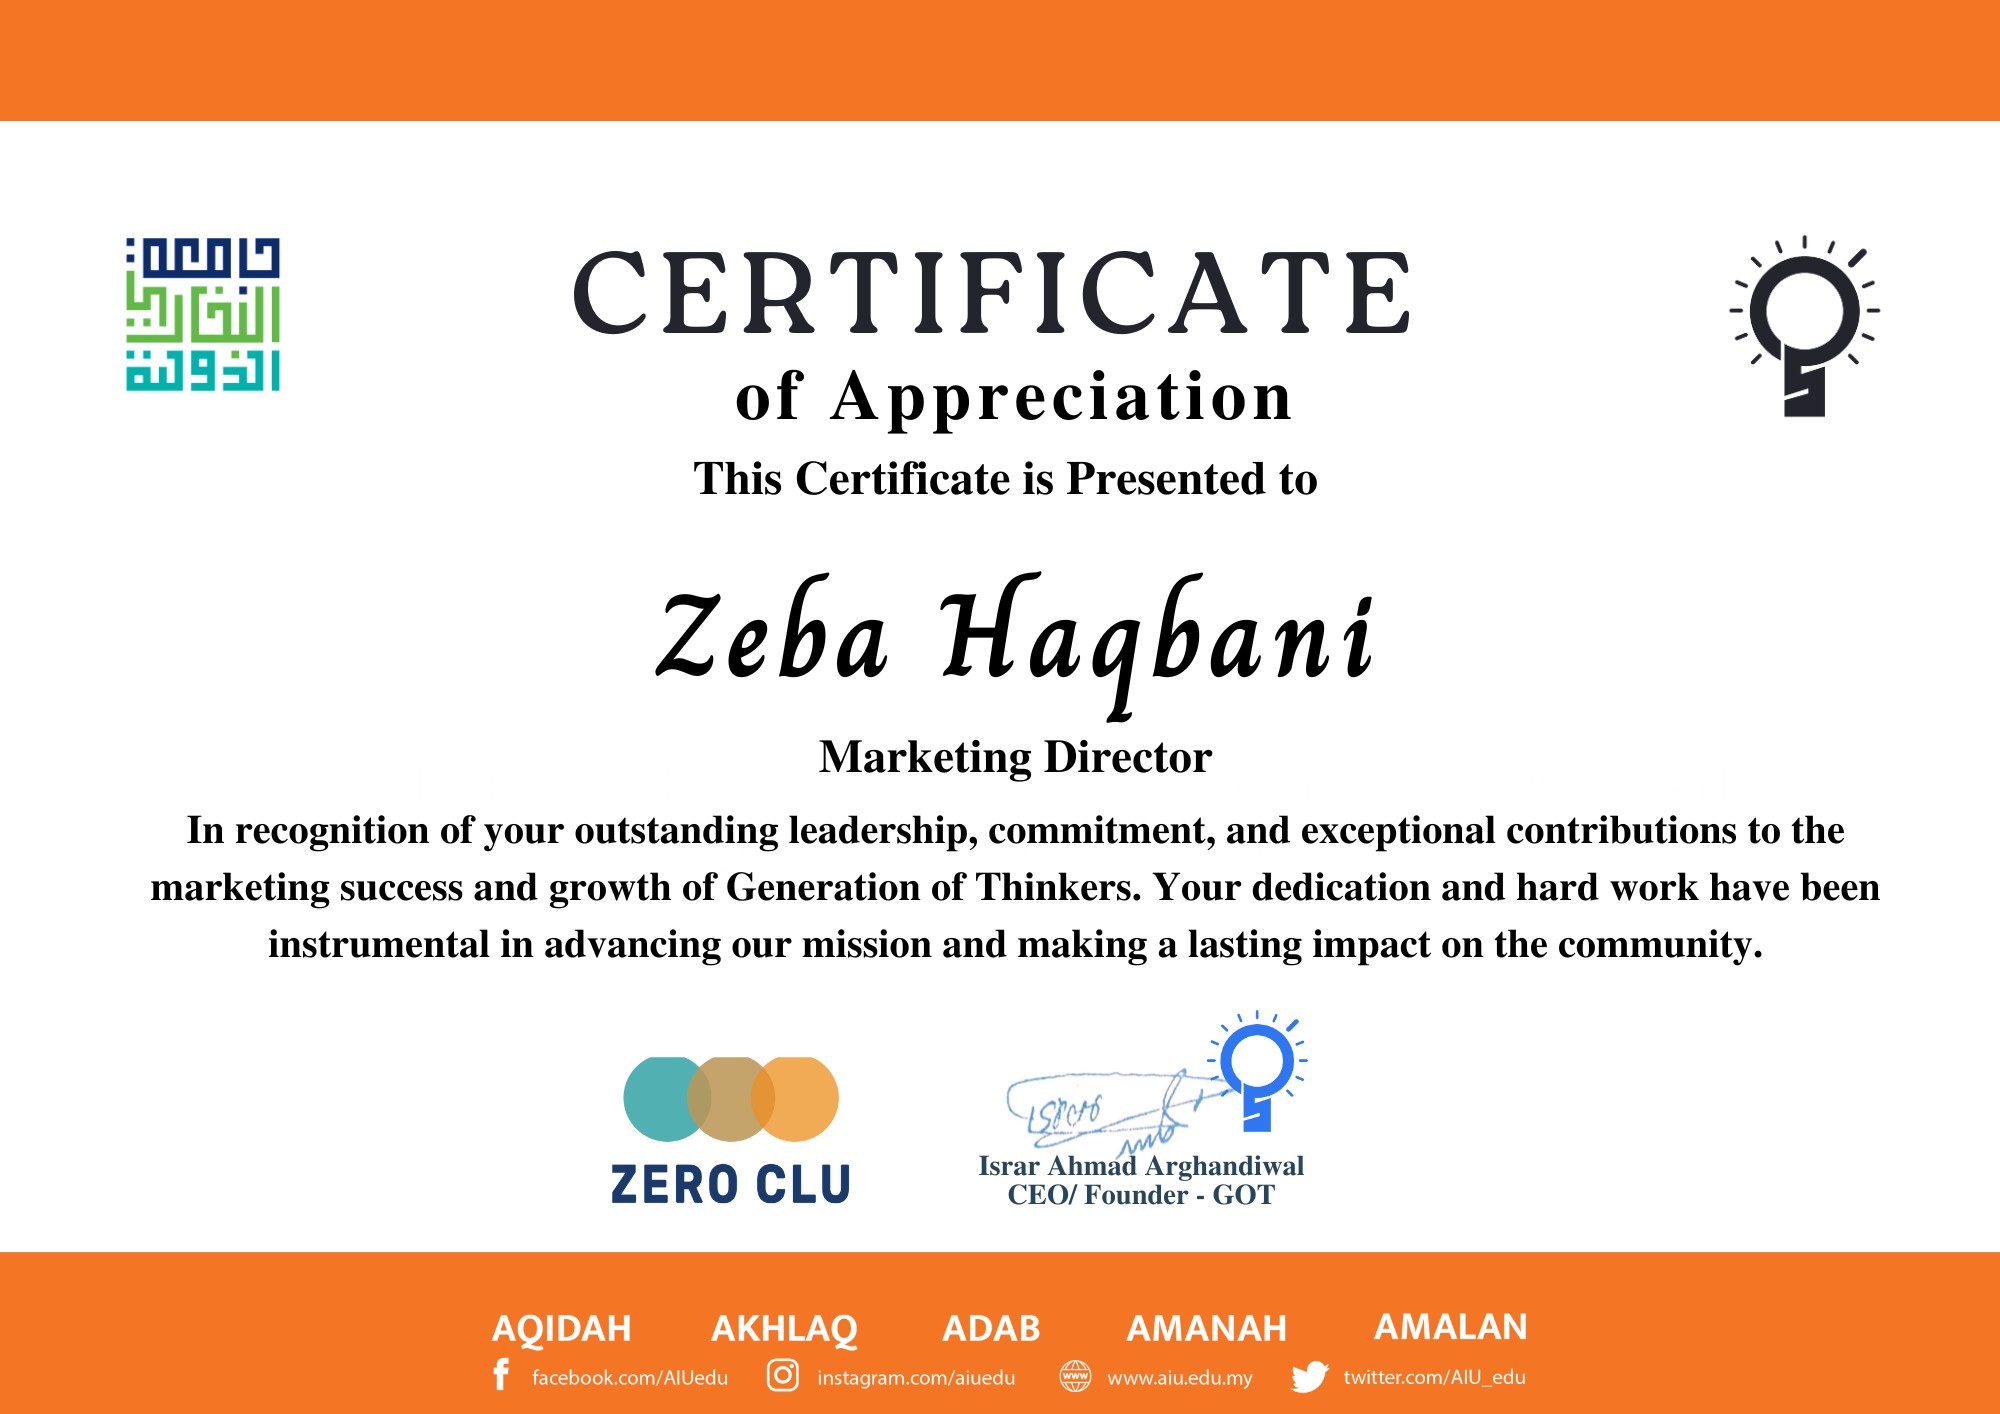 جامعة
البخاري
الدولية
CERTIFICATE
of Appreciation
This Certificate is Presented to
Zeba Haqbani
Marketing Director
In recognition of your outstanding leadership, commitment, and exceptional contributions to the
marketing success and growth of Generation of Thinkers. Your dedication and hard work have been
instrumental in advancing our mission and making a lasting impact on the community.
ZERO CLU
Israr Ahmad Arghandiwal
CEO/ Founder - GOT
AQIDAH AKHLAQ ADAB AMANAH AMALAN
facebook.com/AIUedu instagram.com/aiuedu www.aiu.edu.my twitter.com/AIU_edu